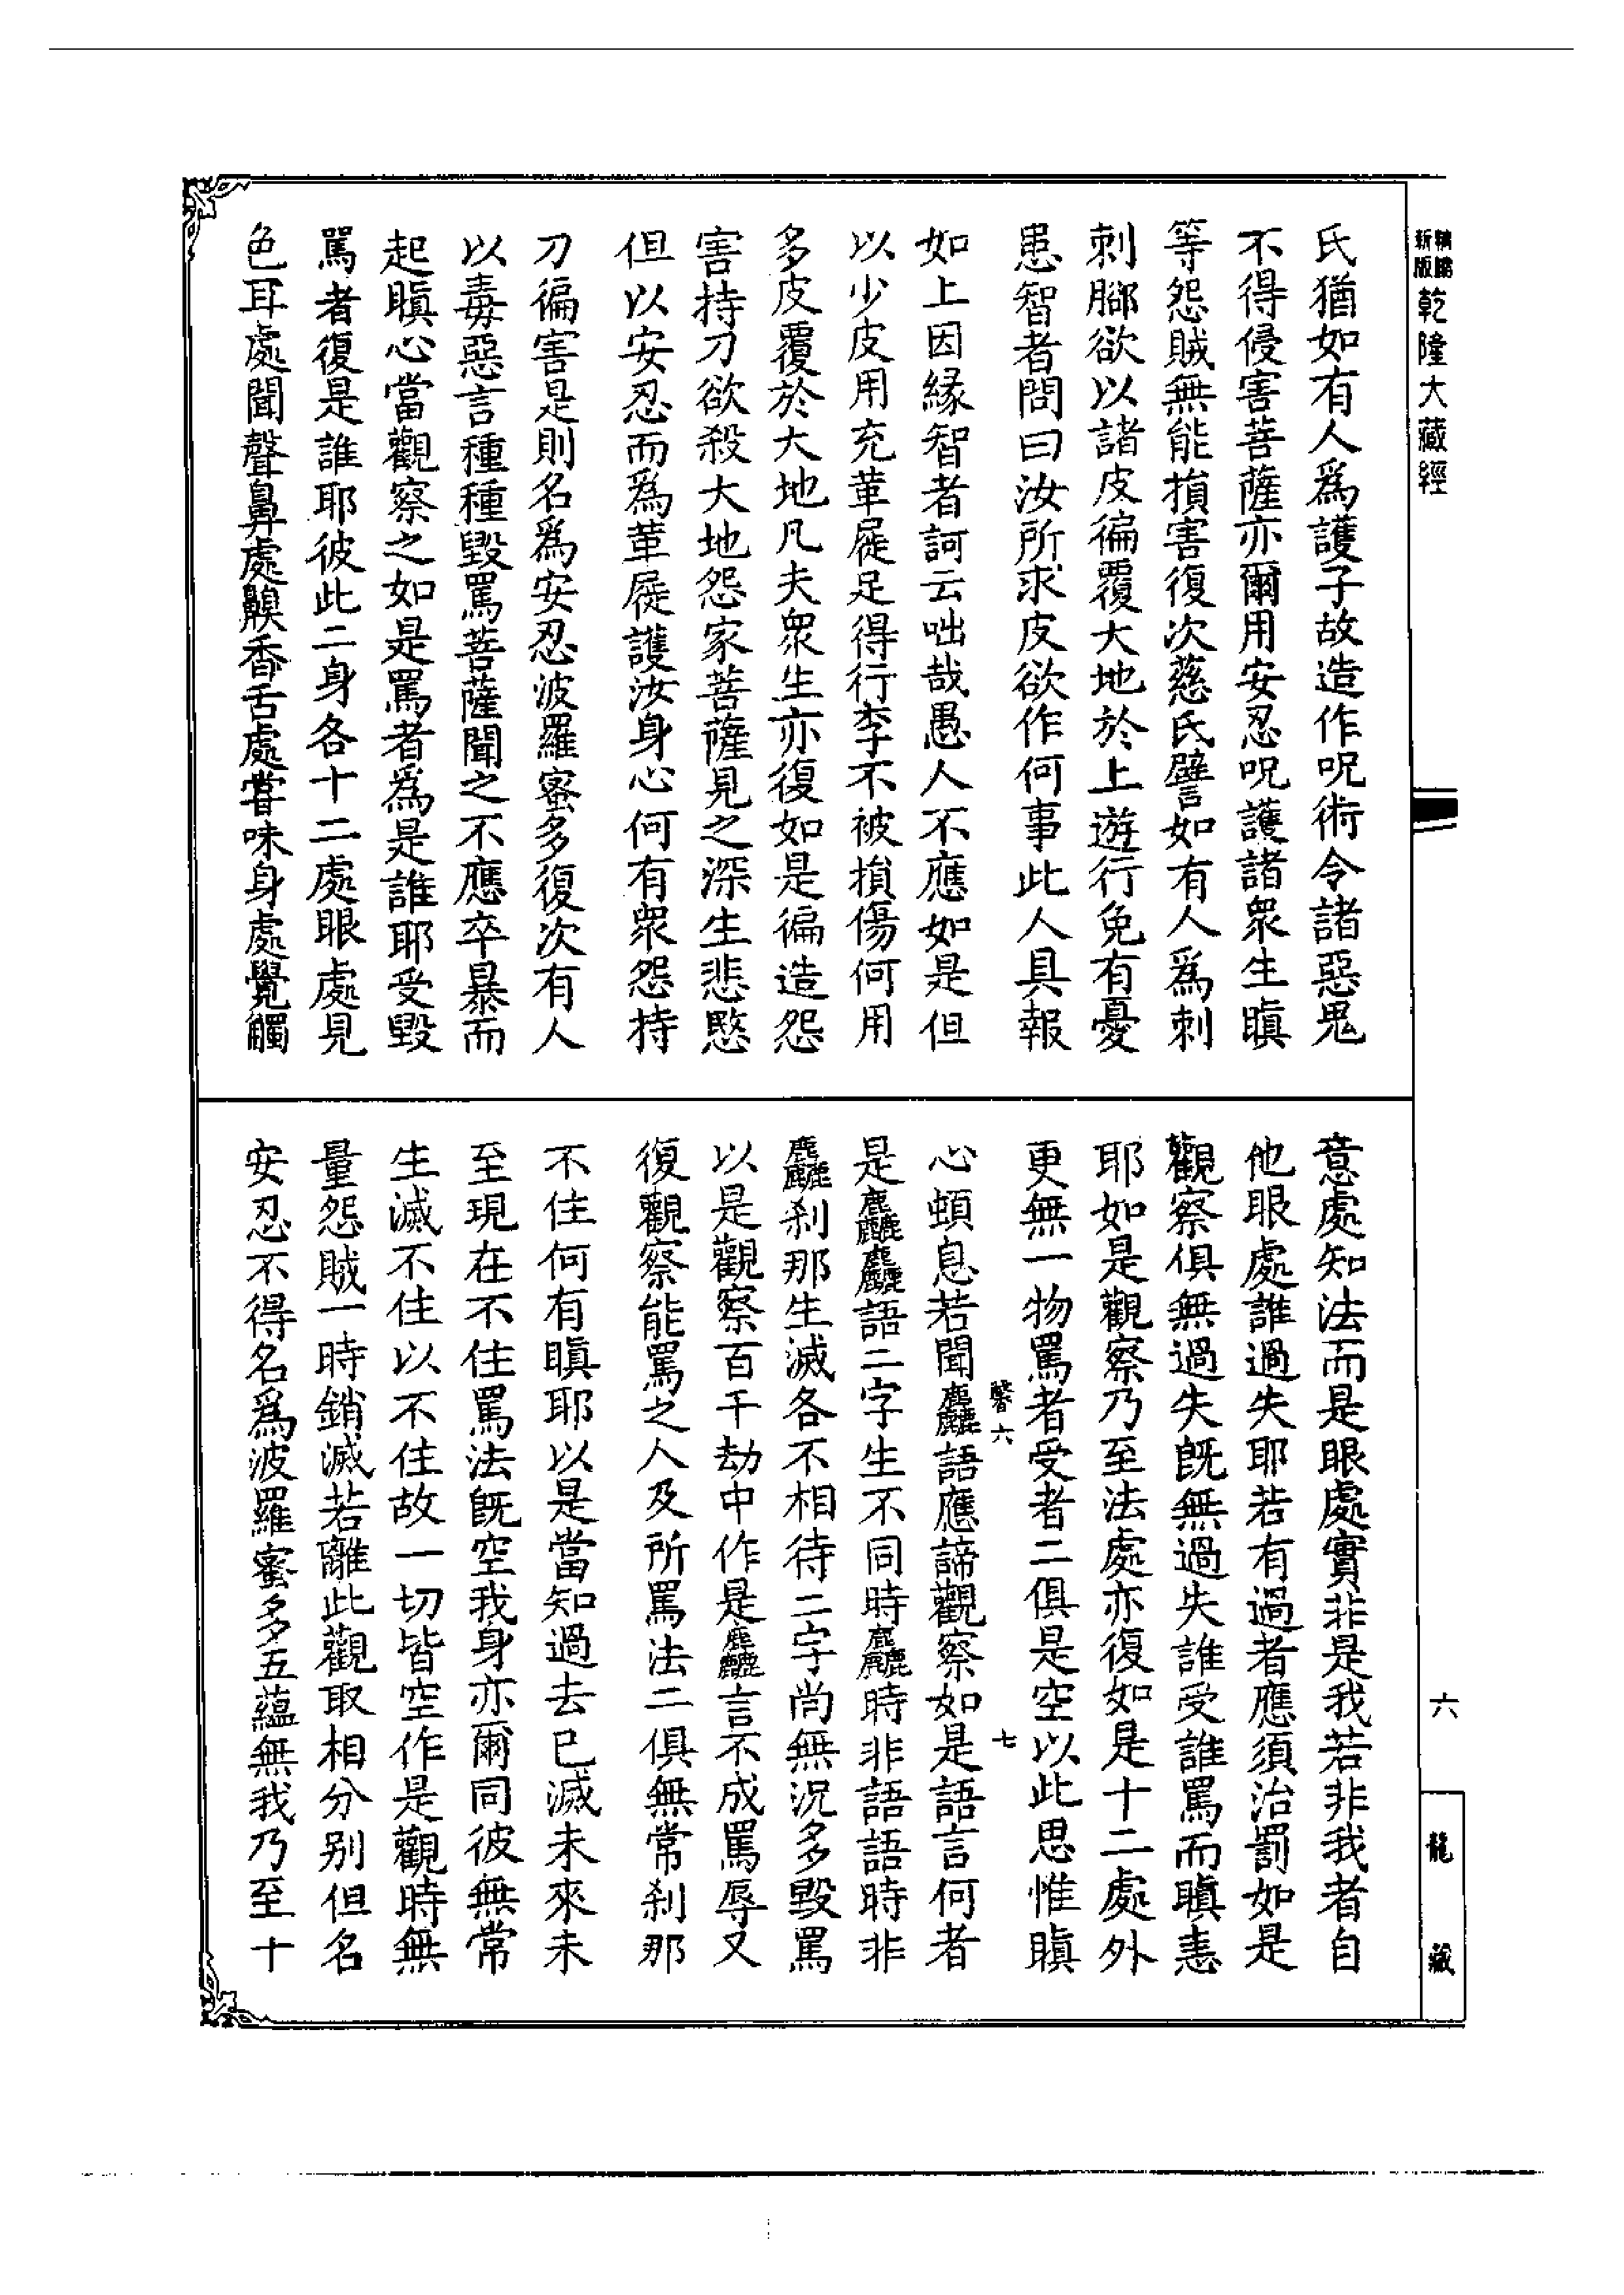 新版
精縮
乾隆大藏經
氏猶如有人爲護子故造作呪術令諸惡鬼
不得侵害菩薩亦爾用安忍呪護諸衆生瞋
等怨賊無能損害復次慈氏譬如有人爲刺
刺腳欲以諸皮徧覆大地於上遊行免有憂
患智者問曰汝所求皮欲作何事此人具報
如上因緣智者訶云咄哉愚人不應如是但
以少皮用充革屣足得行李不被損傷何用
多皮覆於大地凡夫衆生亦復如是徧造怨
害持刀欲殺大地怨家菩薩見之深生悲愍
但以安忍而爲革屣護汝身心何有衆怨持
刀徧害是則名爲安忍波羅蜜多復次有人
以毒惡言種種毀罵菩薩聞之不應卒暴而
起瞋心當觀察之如是罵者爲是誰耶受毀
罵者復是誰耶彼此二身各十二處眼處見
色耳處聞聲鼻處齅香舌處甞味身處覺觸
意處知法而是眼處實非是我若非我者自
他眼處誰過失耶若有過者應須治罰如是
觀察俱無過失旣無過失誰受誰罵而瞋恚
耶如是觀察乃至法處亦復如是十二處外
更無一物罵者受者二俱是空以此思惟瞋
馨六 七
心頓息若聞麤語應諦觀察如是語言何者
是麤麤語二字生不同時麤時非語語時非
麤刹那生滅各不相待二字尚無況多毀罵
以是觀察百千劫中作是麤言不成罵辱又
復觀察能罵之人及所罵法二俱無常刹那
不住何有瞋耶以是當知過去已滅未來未
至現在不住罵法旣空我身亦爾同彼無常
生滅不住以不住故一切皆空作是觀時無
量怨賊一時銷滅若離此觀取相分別但名
安忍不得名爲波羅蜜多五蘊無我乃至十
六
龍藏